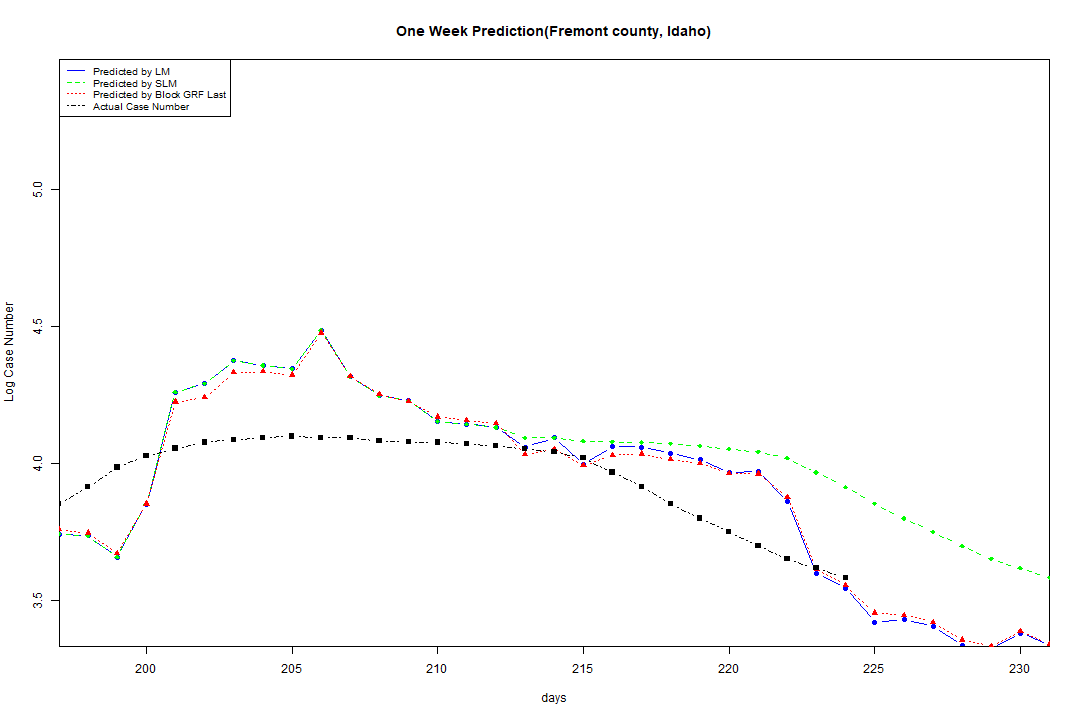 One Week Prediction(Fremont county, Idaho)
Predicted by LM
Predicted by SLM
Predicted by Block GRF Last
Actual Case Number
5.0
4.5
4.0
3.5
Log Case Number
200 205 210 215 220 225 230
days